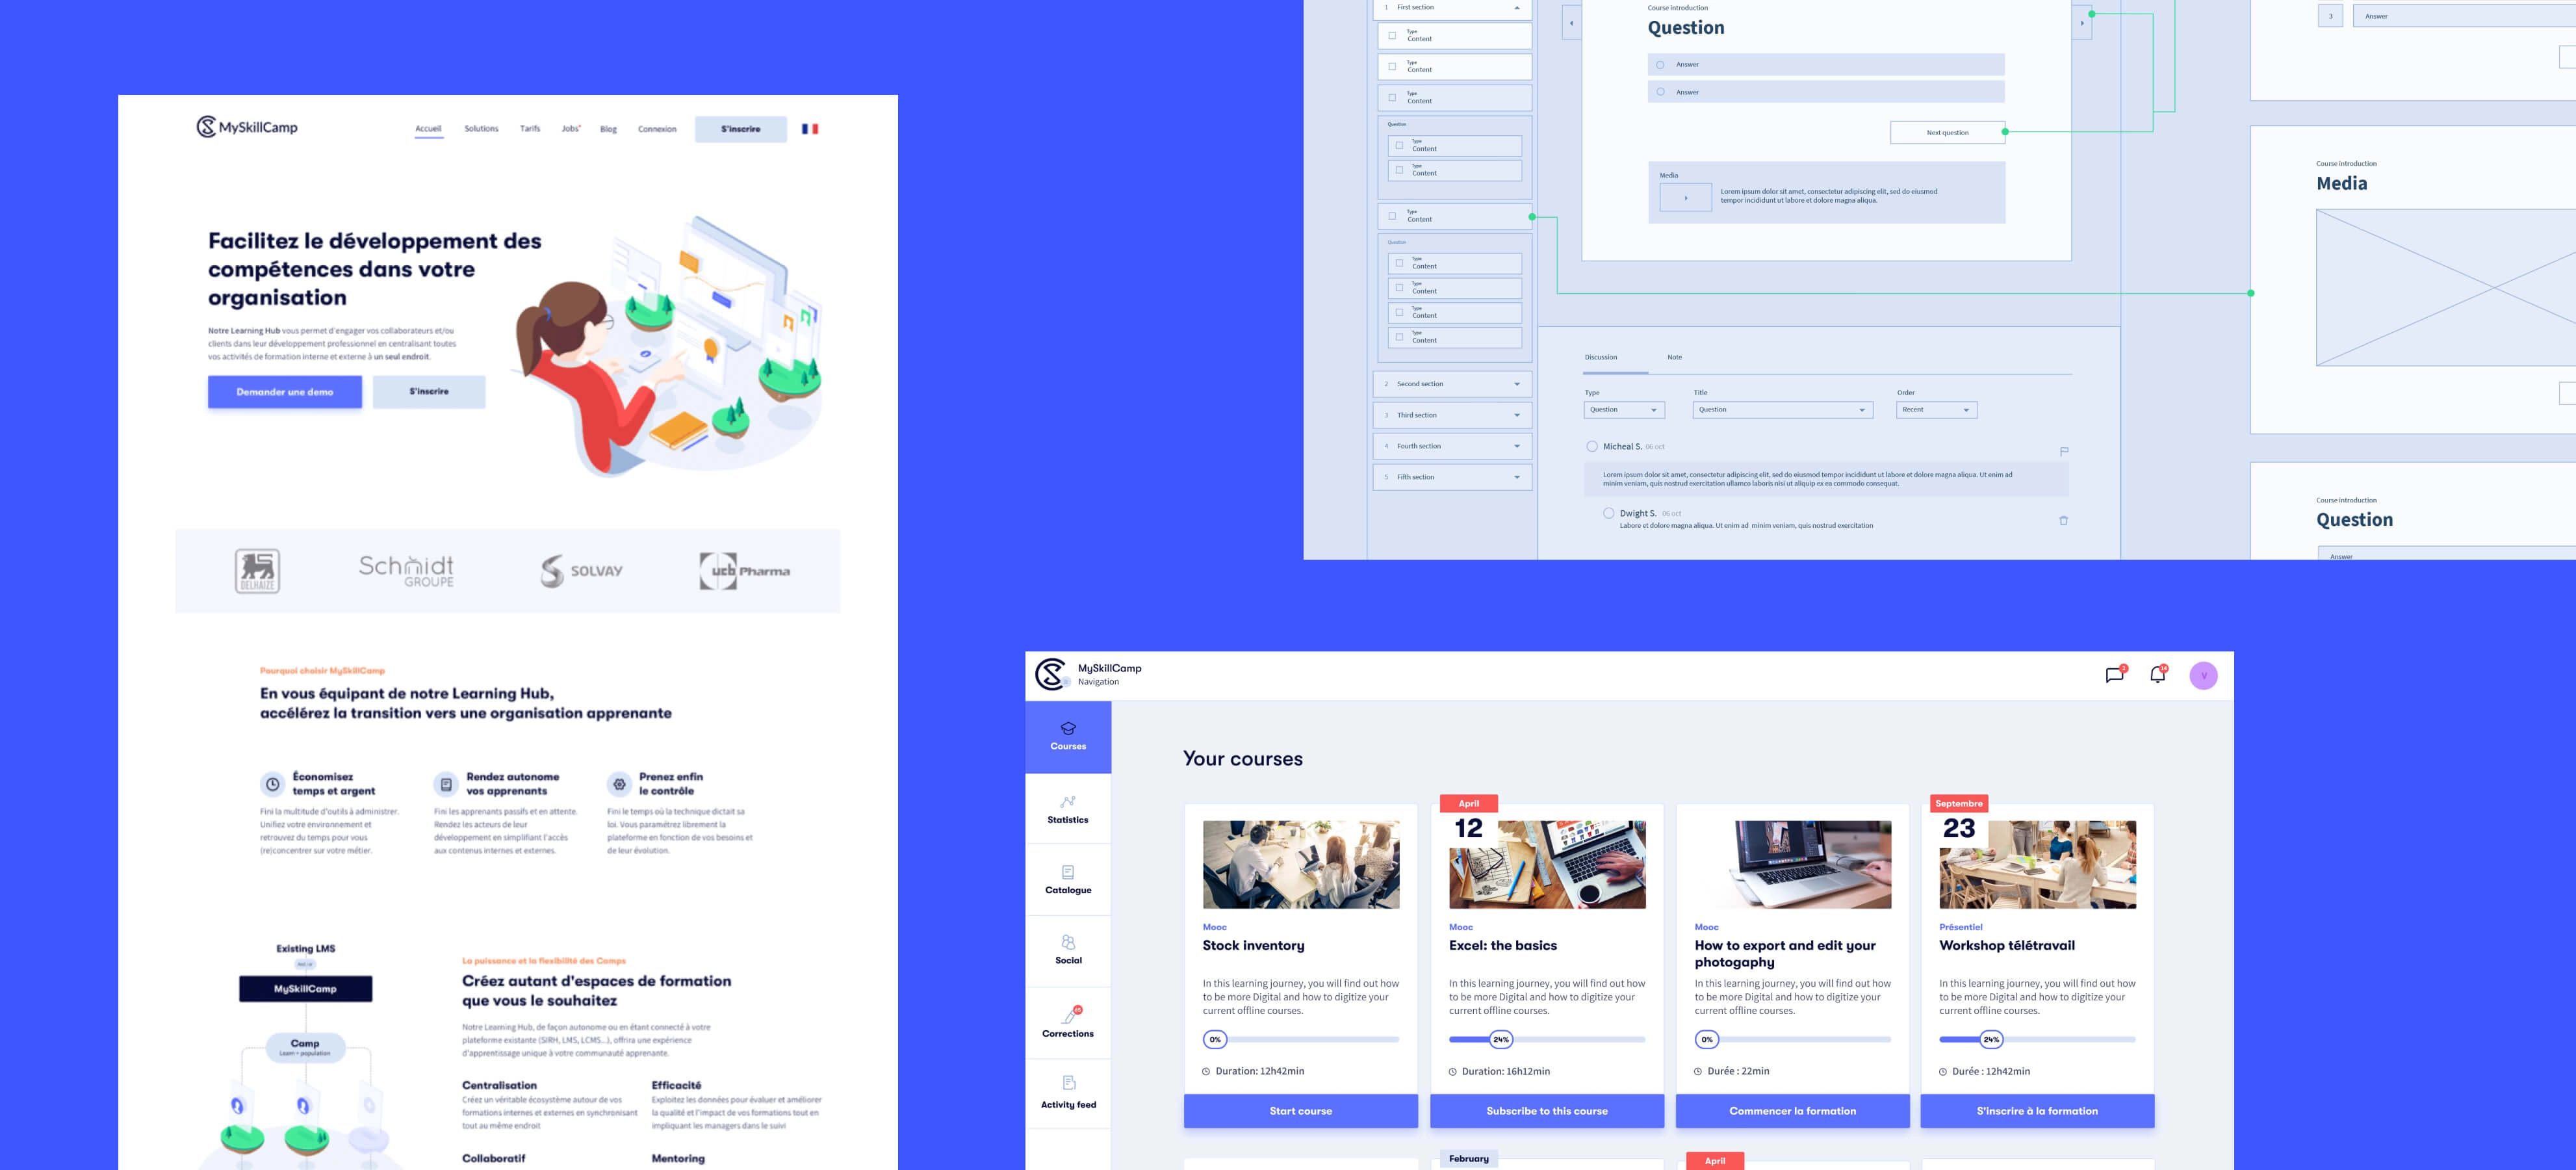 MySkillCamp
Accueil
Solutions
Tarifs
Jobs*
Blog
Connexion
S'inscrire
Facilitez le développement des
compétences dans votre
organisation
Notre Learning Hub vous permet d'engager vos collaborateurs et/ou
clients dans leur développement professionnel en centralisant toutes
vos activités de formation interne et externe à un seul endroit.
Demander une demo
S'inscrire
DELHAIZE
Schmidt
GROUPE
SOLVAY
ucb Pharma
Pourquoi choisir MySkillCamp
En vous équipant de notre Learning Hub,
accélérez la transition vers une organisation apprenante
Économisez
temps et argent
Fini la multitude d'outils à administrer.
Unifiez votre environnement et
retrouvez du temps pour vous
(re)concentrer sur votre métier.
Rendez autonome
vos apprenants
Fini les apprenants passifs et en attente.
Rendez les acteurs de leur
développement en simplifiant l'accès
aux contenus internes et externes.
Prenez enfin
le contrôle
Fini le temps où la technique dictait sa
loi. Vous paramétrez librement la
plateforme en fonction de vos besoins et
de leur évolution.
Existing LMS
MySkillCamp
Camp
Learn + population
La puissance et la flexibilité des Camps
Créez autant d'espaces de formation
que vous le souhaitez
Notre Learning Hub, de façon autonome ou en étant connecté à votre
plateforme existante (SIRH, LMS, LCMS...), offrira une expérience
d'apprentissage unique à votre communauté apprenante.
Centralisation
Créez un véritable écosystème autour de vos
formations internes et externes en synchronisant
tout au même endroit
Efficacité
Exploitez les données pour évaluer et améliorer
la qualité et l'impact de vos formations tout en
impliquant les managers dans le suivi
Collaboratif
Mentoring
1 First section
Type
Content
Type
Content
Type
Content
Question
Type
Content
Type
Content
Type
Content
Question
Type
Content
Type
Content
Type
Content
Type
Content
2 Second section
3 Third section
4 Fourth section
5 Fifth section
Course introduction
Question
Answer
Answer
Next question
Media
Lorem ipsum dolor sit amet, consectetur adipiscing elit, sed do eiusmod
tempor incididunt ut labore et dolore magna aliqua.
Discussion
Note
Type
Title
Order
Question
Question
Recent
Micheal S. 06 oct
Lorem ipsum dolor sit amet, consectetur adipiscing elit, sed do eiusmod tempor incididunt ut labore et dolore magna aliqua. Ut enim ad
minim veniam, quis nostrud exercitation ullamco laboris nisi ut aliquip ex ea commodo consequat.
Dwight S. 06 oct
Labore et dolore magna aliqua. Ut enim ad minim veniam, quis nostrud exercitation
3 Answer
Course introduction
Media
Course introduction
Question
Answer
MySkillCamp
Navigation
V
Courses
Statistics
Catalogue
Social
Corrections
Activity feed
Your courses
Mooc
Stock inventory
In this learning journey, you will find out how
to be more Digital and how to digitize your
current offline courses.
0%
Duration: 12h42min
Start course
April
12
Mooc
Excel: the basics
In this learning journey, you will find out how
to be more Digital and how to digitize your
current offline courses.
24%
Duration: 16h12min
Subscribe to this course
Mooc
How to export and edit your
photogaphy
In this learning journey, you will find out how
to be more Digital and how to digitize your
current offline courses.
0%
Durée : 22min
Commencer la formation
Septembre
23
Présentiel
Workshop télétravail
In this learning journey, you will find out how
to be more Digital and how to digitize your
current offline courses.
24%
Durée : 12h42min
S'inscrire à la formation
February
April